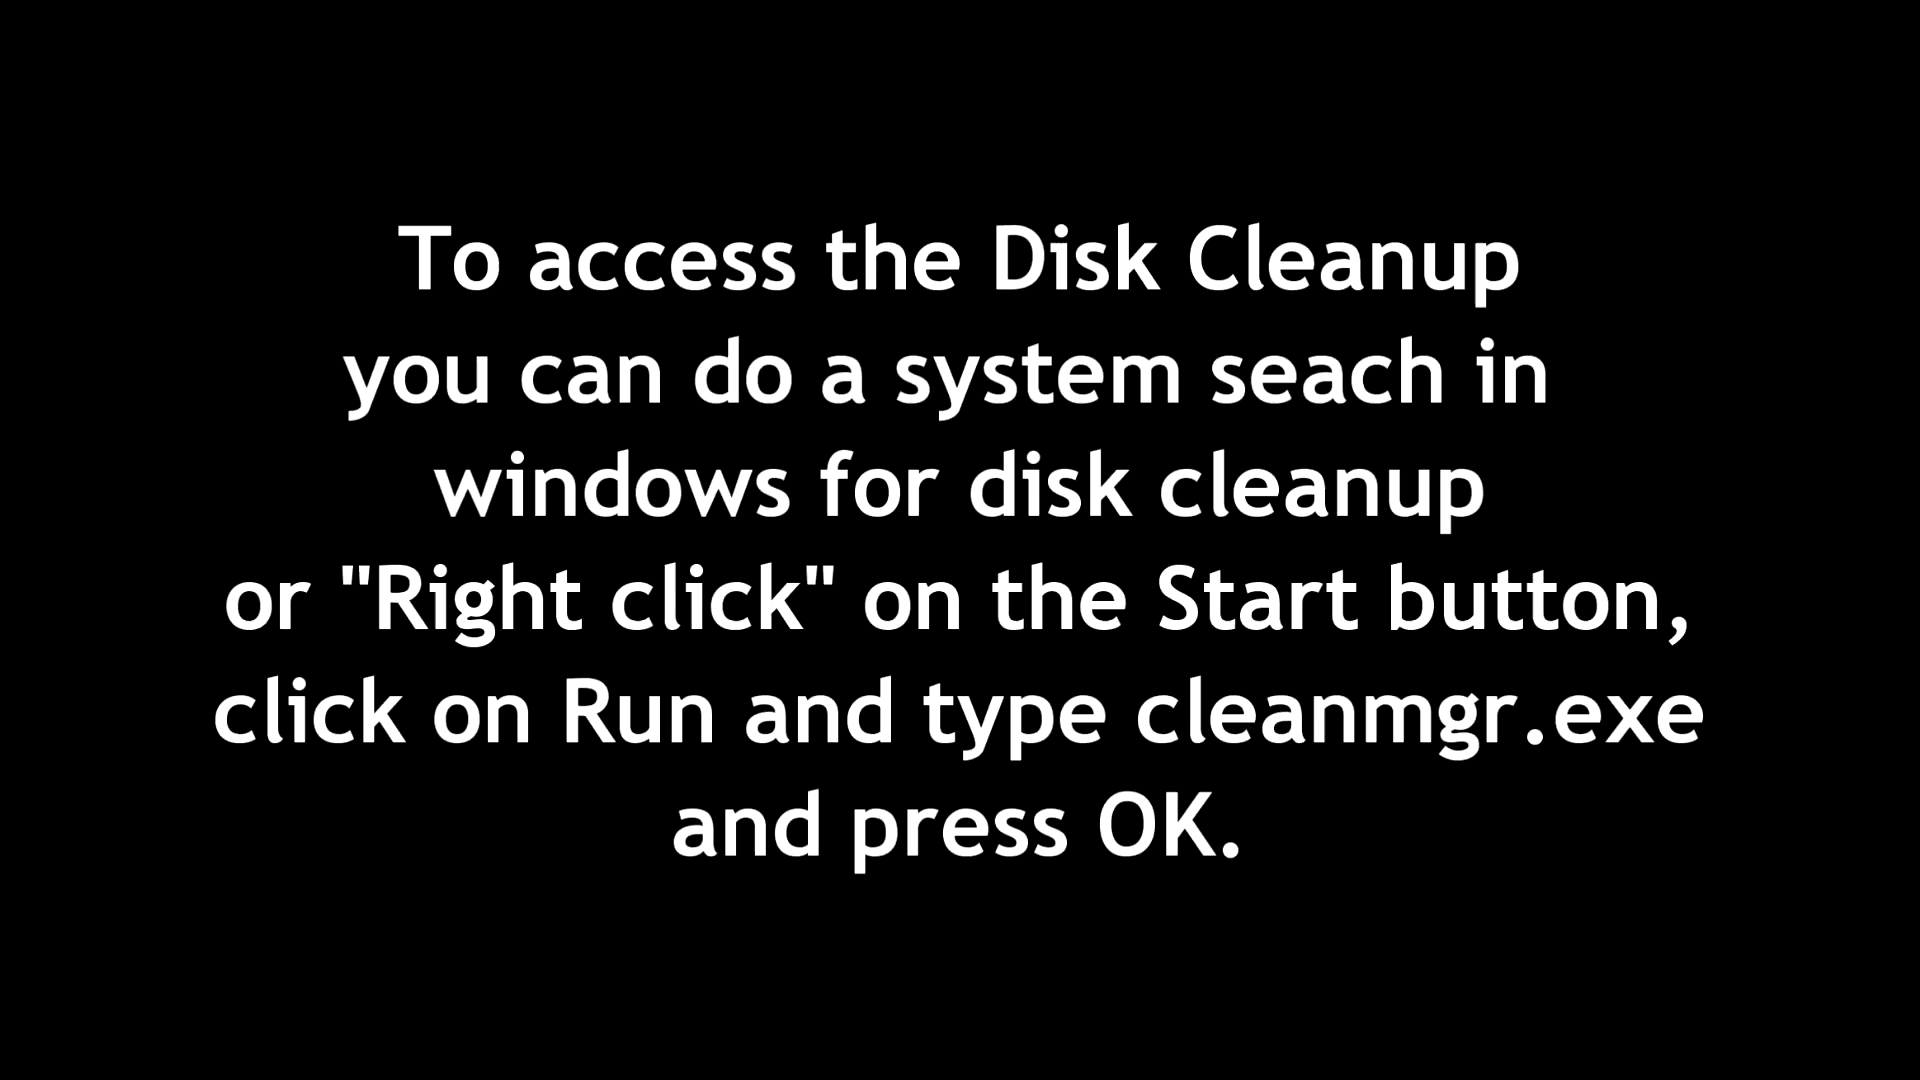 To access the Disk Cleanup
you can do a system seach in
windows for disk cleanup
or "Right click" on the Start button,
click on Run and type cleanmgr.exe
and press OK.